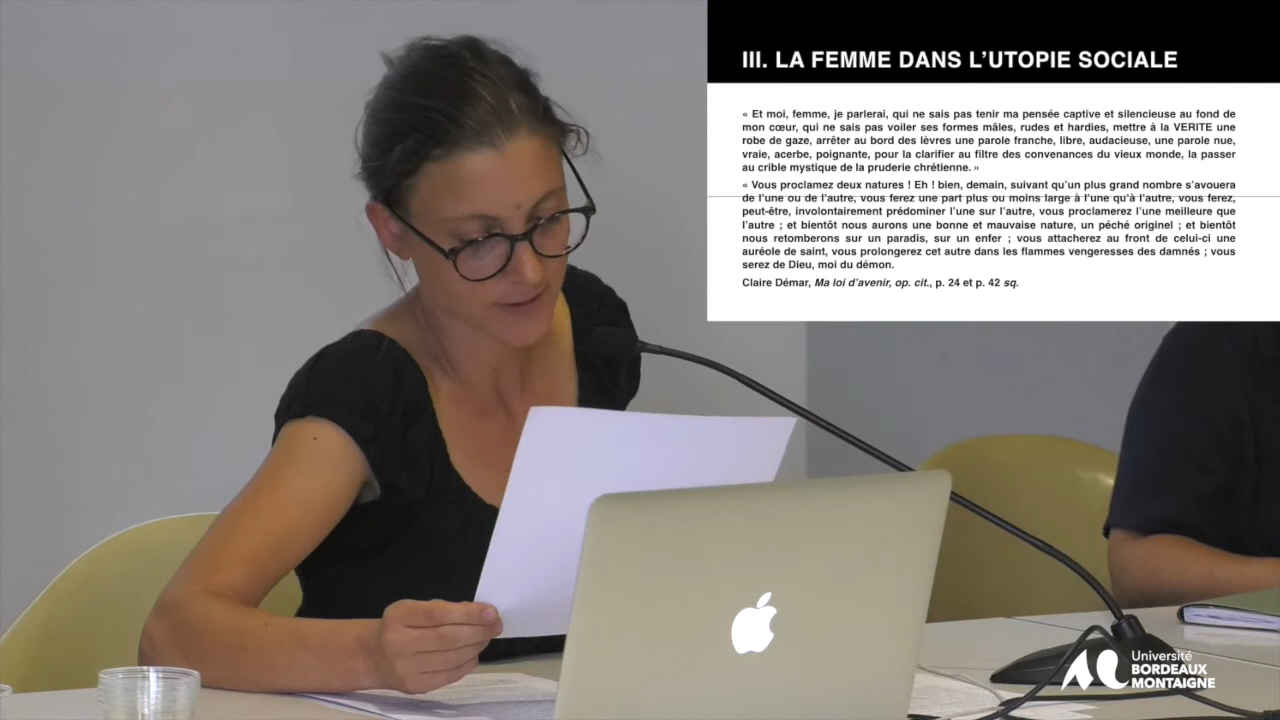 III. LA FEMME DANS L'UTOPIE SOCIALE
« Et moi, femme, je parlerai, qui ne sais pas tenir ma pensée captive et silencieuse au fond de
mon cœur, qui ne sais pas voiler ses formes mâles, rudes et hardies, mettre à la VERITE une
robe de gaze, arrêter au bord des lèvres une parole franche, libre, audacieuse, une parole nue,
vraie, acerbe, poignante, pour la clarifier au filtre des convenances du vieux monde, la passer
au crible mystique de la pruderie chrétienne. »
« Vous proclamez deux natures ! Eh ! bien, demain, suivant qu'un plus grand nombre s'avouera
de l'une ou de l'autre, vous ferez une part plus ou moins large à l'une qu'à l'autre, vous ferez,
peut-être, involontairement prédominer l'une sur l'autre, vous proclamerez l'une meilleure que
l'autre ; et bientôt nous aurons une bonne et mauvaise nature, un péché originel ; et bientôt
nous retomberons sur un paradis, sur un enfer ; vous attacherez au front de celui-ci une
auréole de saint, vous prolongerez cet autre dans les flammes vengeresses des damnés ; vous
serez de Dieu, moi du démon.
Claire Démar, Ma loi d'avenir, op. cit., p. 24 et p. 42 sq.
Université
BORDEAUX
MONTAIGNE